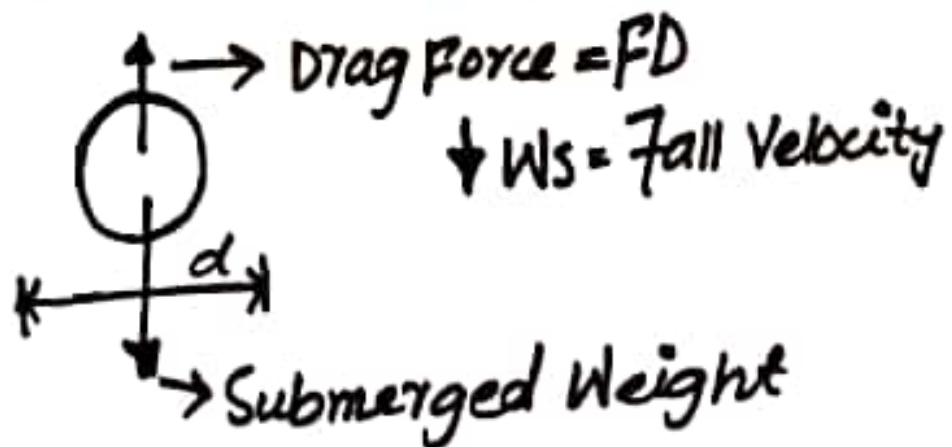 Drag Force = FD
Ws = Fall Velocity
d
Submerged Weight